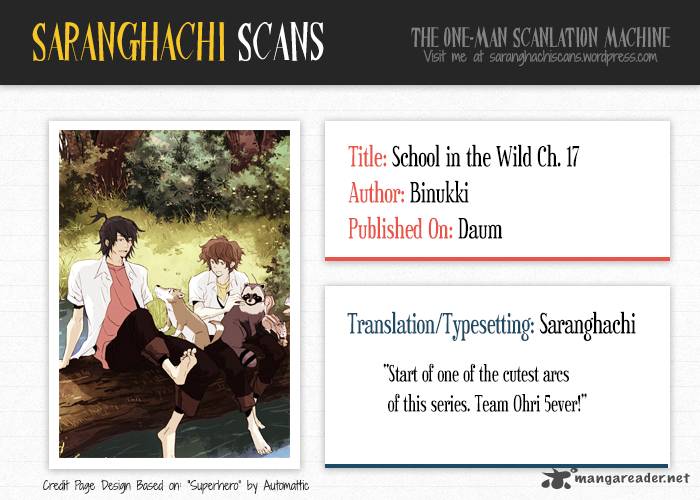 SARANGHACHI SCANS
THE ONE-MAN SCANLATION MACHINE
Visit me at saranghachiscans.wordpress.com
Title: School in the Wild Ch. 17
Author: Binukki
Published On: Daum
Translation/Typesetting: Saranghachi
"Start of one of the cutest arcs
of this series. Team Ohri 5ever!"
Credit Page Design Based on: "Superhero" by Automattic
mangareader.net